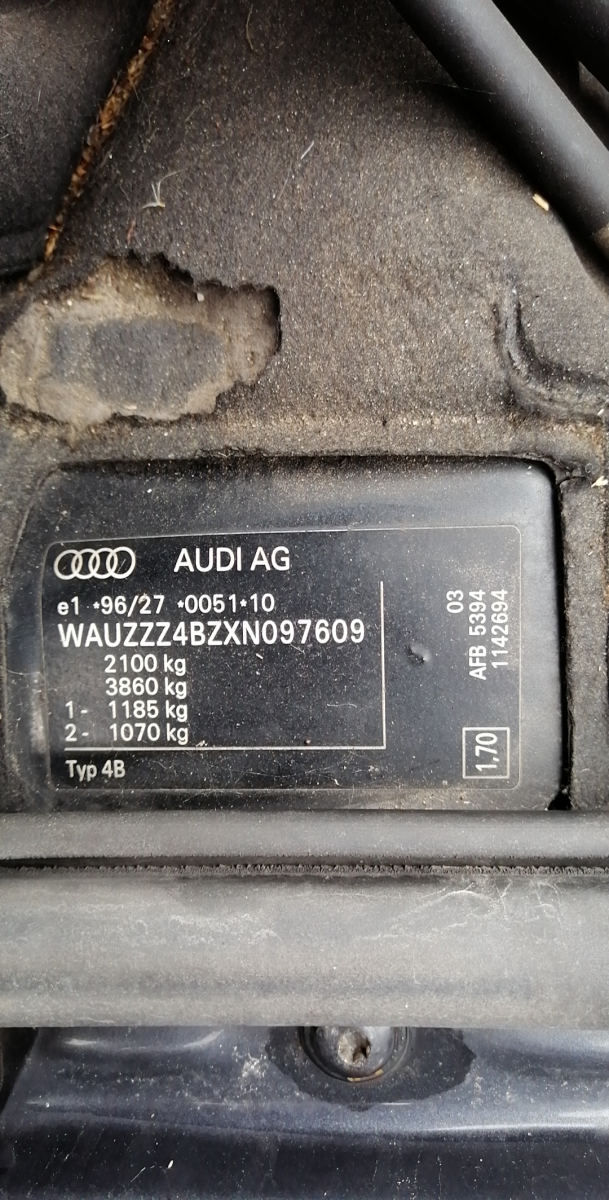 AUDI AG
e1 *96/27 *0051*10
WAUZZZ4BZXN097609
2100 kg
3860 kg
1- 1185 kg
2- 1070 kg
Typ 4B
03
AFB 5394
1142694
1,70